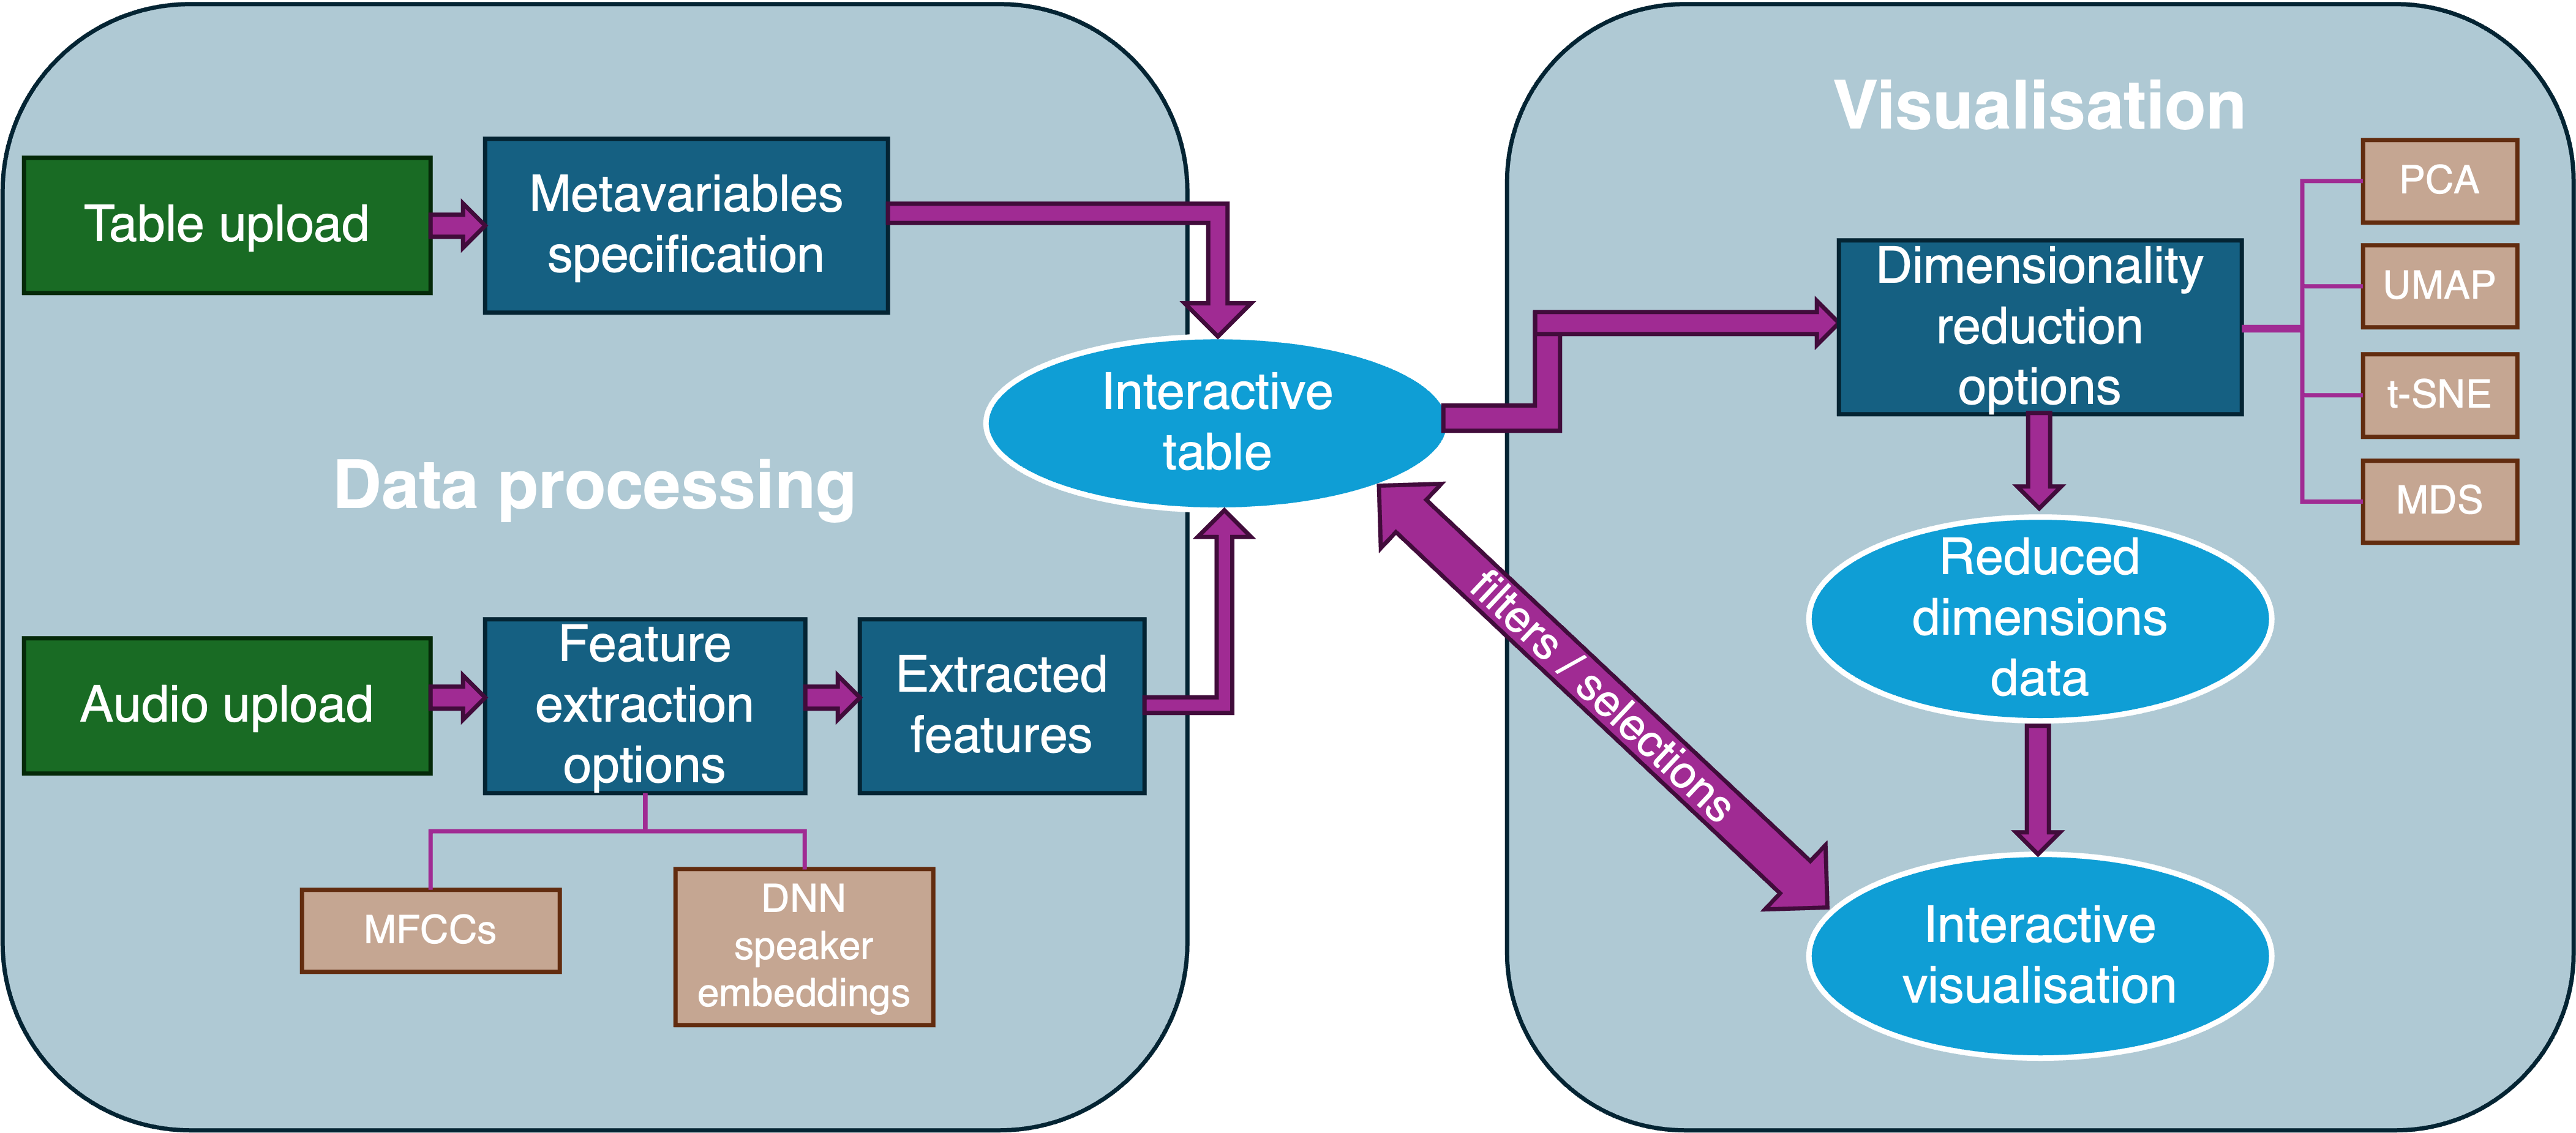 Data processing
Table upload
Metavariables
specification
Audio upload
Feature
extraction
options
Extracted
features
MFCCs
DNN
speaker
embeddings
Interactive
table
filters / selections
Visualisation
Dimensionality
reduction
options
PCA
UMAP
t-SNE
MDS
Reduced
dimensions
data
Interactive
visualisation